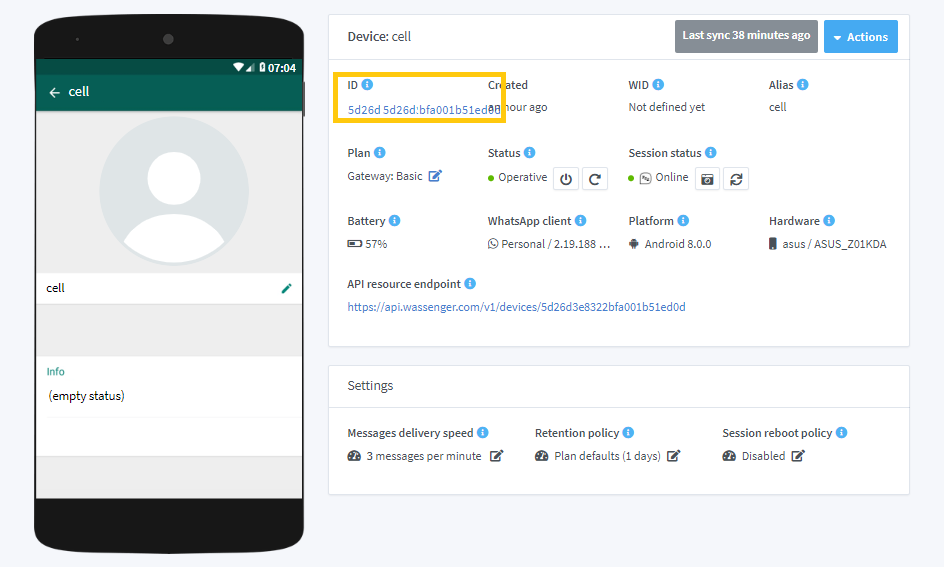 07:04
cell
cell
Info
(empty status)
Device: cell
Last sync 38 minutes ago
Actions
ID
Created
WID
Alias
5d26d 5d26d:bfa001b51ed0d
hour ago
Not defined yet
cell
Plan
Status
Session status
Gateway: Basic
Operative
Online
Battery
WhatsApp client
Platform
Hardware
57%
Personal / 2.19.188 ...
Android 8.0.0
asus / ASUS_Z01KDA
API resource endpoint
https://api.wassenger.com/v1/devices/5d26d3e8322bfa001b51ed0d
Settings
Messages delivery speed
Retention policy
Session reboot policy
3 messages per minute
Plan defaults (1 days)
Disabled